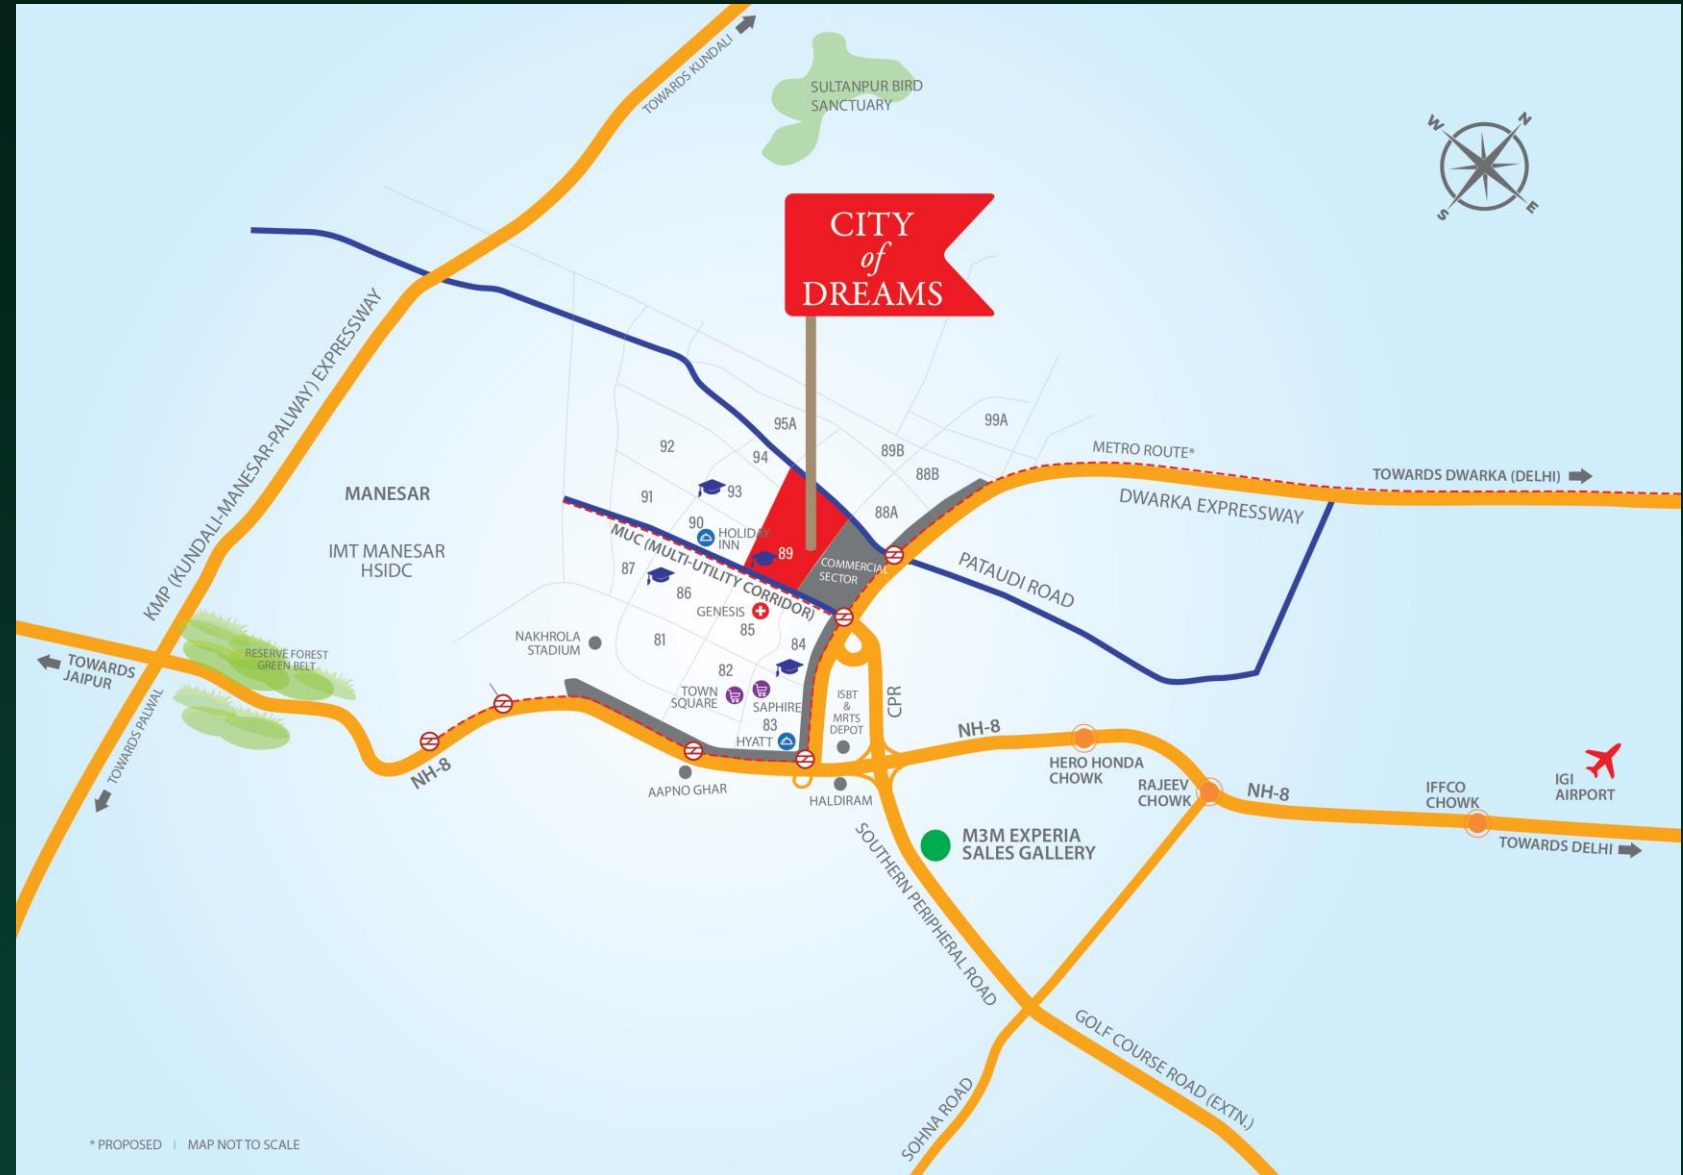 TOWARDS KUNDALI
SULTANPUR BIRD
SANCTUARY
W
N
S
E
CITY
of
DREAMS
KMP (KUNDALI-MANESAR-PALWAY) EXPRESSWAY
95A
99A
92
94
89B
88B
METRO ROUTE*
TOWARDS DWARKA (DELHI)
MANESAR
91
93
88A
DWARKA EXPRESSWAY
90
HOLIDAY
INN
IMT MANESAR
HSIDC
MUC (MULTI-UTILITY CORRIDOR)
89
COMMERCIAL
SECTOR
PATAUDI ROAD
87
86
GENESIS
85
NAKHROLA
STADIUM
81
84
RESERVE FOREST
GREEN BELT
TOWARDS
JAIPUR
TOWARDS PALWAL
82
TOWN
SQUARE
SAPHIRE
83
HYATT
ISBT
&
MRTS
DEPOT
CPR
NH-8
NH-8
AAPNO GHAR
HALDIRAM
HERO HONDA
CHOWK
RAJEEV
CHOWK
NH-8
IFFCO
CHOWK
IGI
AIRPORT
TOWARDS DELHI
M3M EXPERIA
SALES GALLERY
SOUTHERN PERIPHERAL ROAD
GOLF COURSE ROAD (EXTN.)
SOHNA ROAD
* PROPOSED | MAP NOT TO SCALE